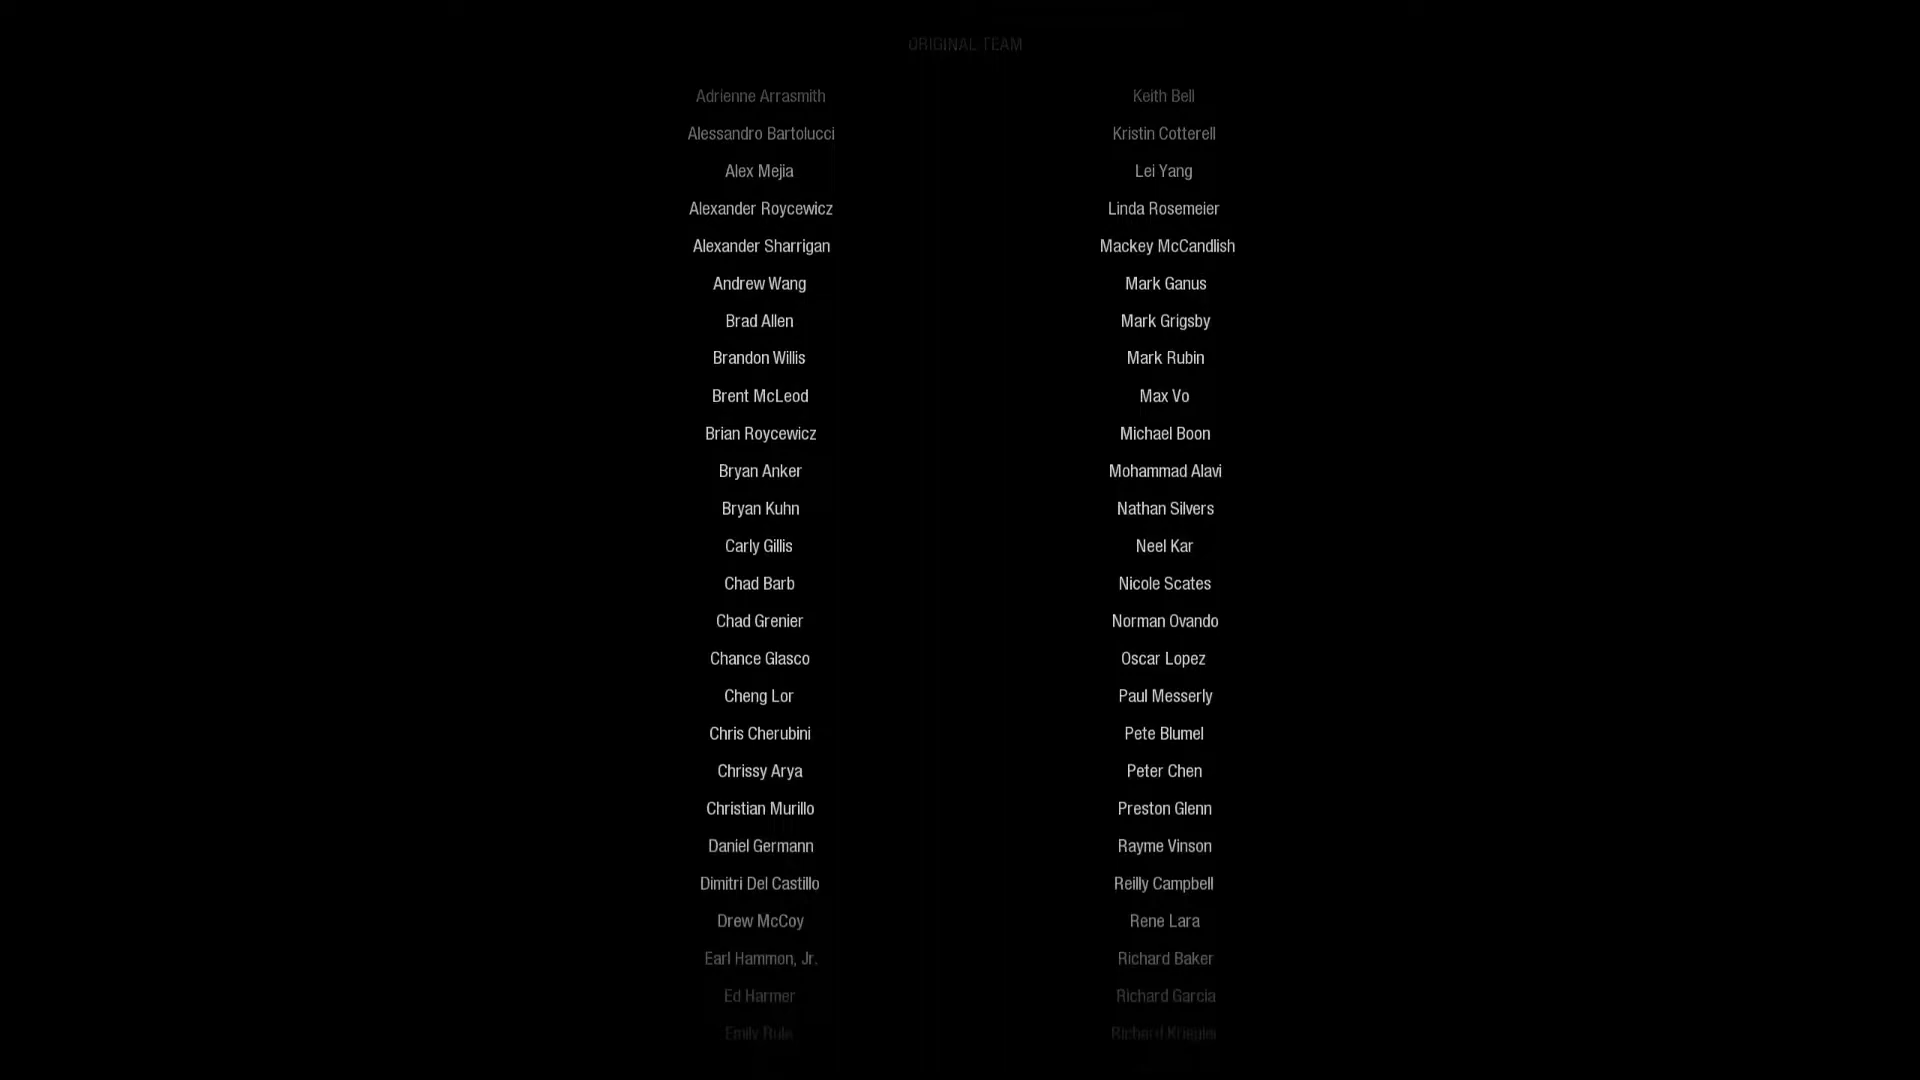 ORIGINAL TEAM
Adrienne Arrasmith
Alessandro Bartolucci
Alex Mejia
Alexander Roycewicz
Alexander Sharrigan
Andrew Wang
Brad Allen
Brandon Willis
Brent McLeod
Brian Roycewicz
Bryan Anker
Bryan Kuhn
Carly Gillis
Chad Barb
Chad Grenier
Chance Glasco
Cheng Lor
Chris Cherubini
Chrissy Arya
Christian Murillo
Daniel Germann
Dimitri Del Castillo
Drew McCoy
Earl Hammon, Jr.
Ed Harmer
Emily Rule
Keith Bell
Kristin Cotterell
Lei Yang
Linda Rosemeier
Mackey McCandlish
Mark Ganus
Mark Grigsby
Mark Rubin
Max Vo
Michael Boon
Mohammad Alavi
Nathan Silvers
Neel Kar
Nicole Scates
Norman Ovando
Oscar Lopez
Paul Messerly
Pete Blumel
Peter Chen
Preston Glenn
Rayme Vinson
Reilly Campbell
Rene Lara
Richard Baker
Richard Garcia
Richard Kriegler